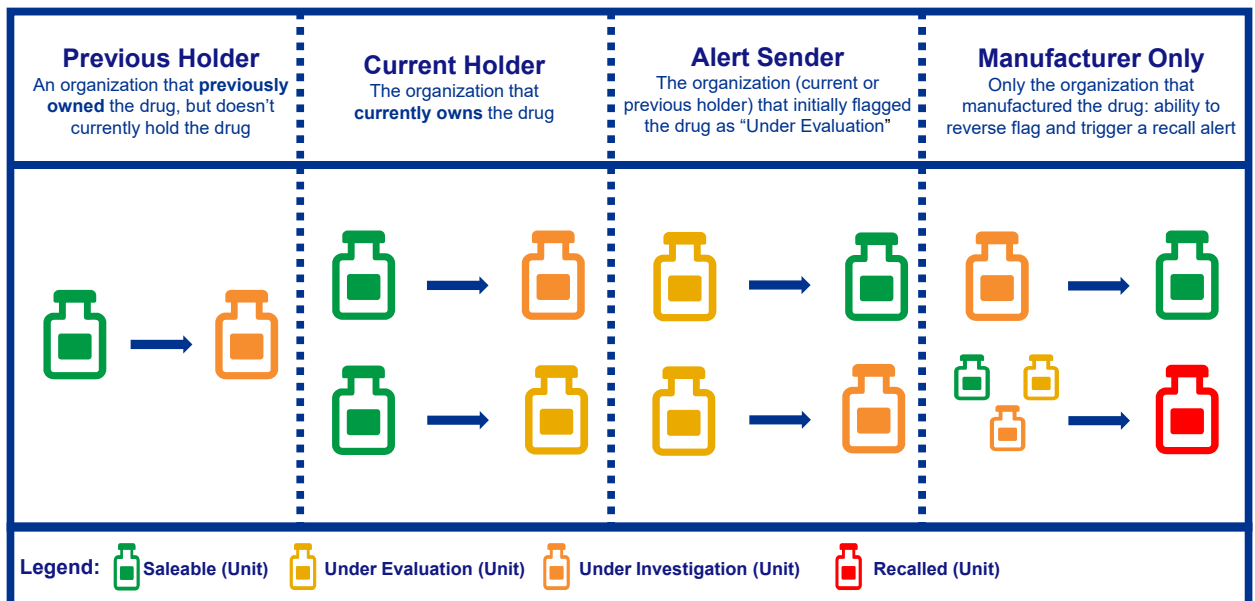 Previous Holder
An organization that previously
owned the drug, but doesn't
currently hold the drug
Current Holder
The organization that
currently owns the drug
Alert Sender
The organization (current or
previous holder) that initially flagged
the drug as “Under Evaluation”
Manufacturer Only
Only the organization that
manufactured the drug: ability to
reverse flag and trigger a recall alert
Legend: Saleable (Unit) Under Evaluation (Unit) Under Investigation (Unit) Recalled (Unit)